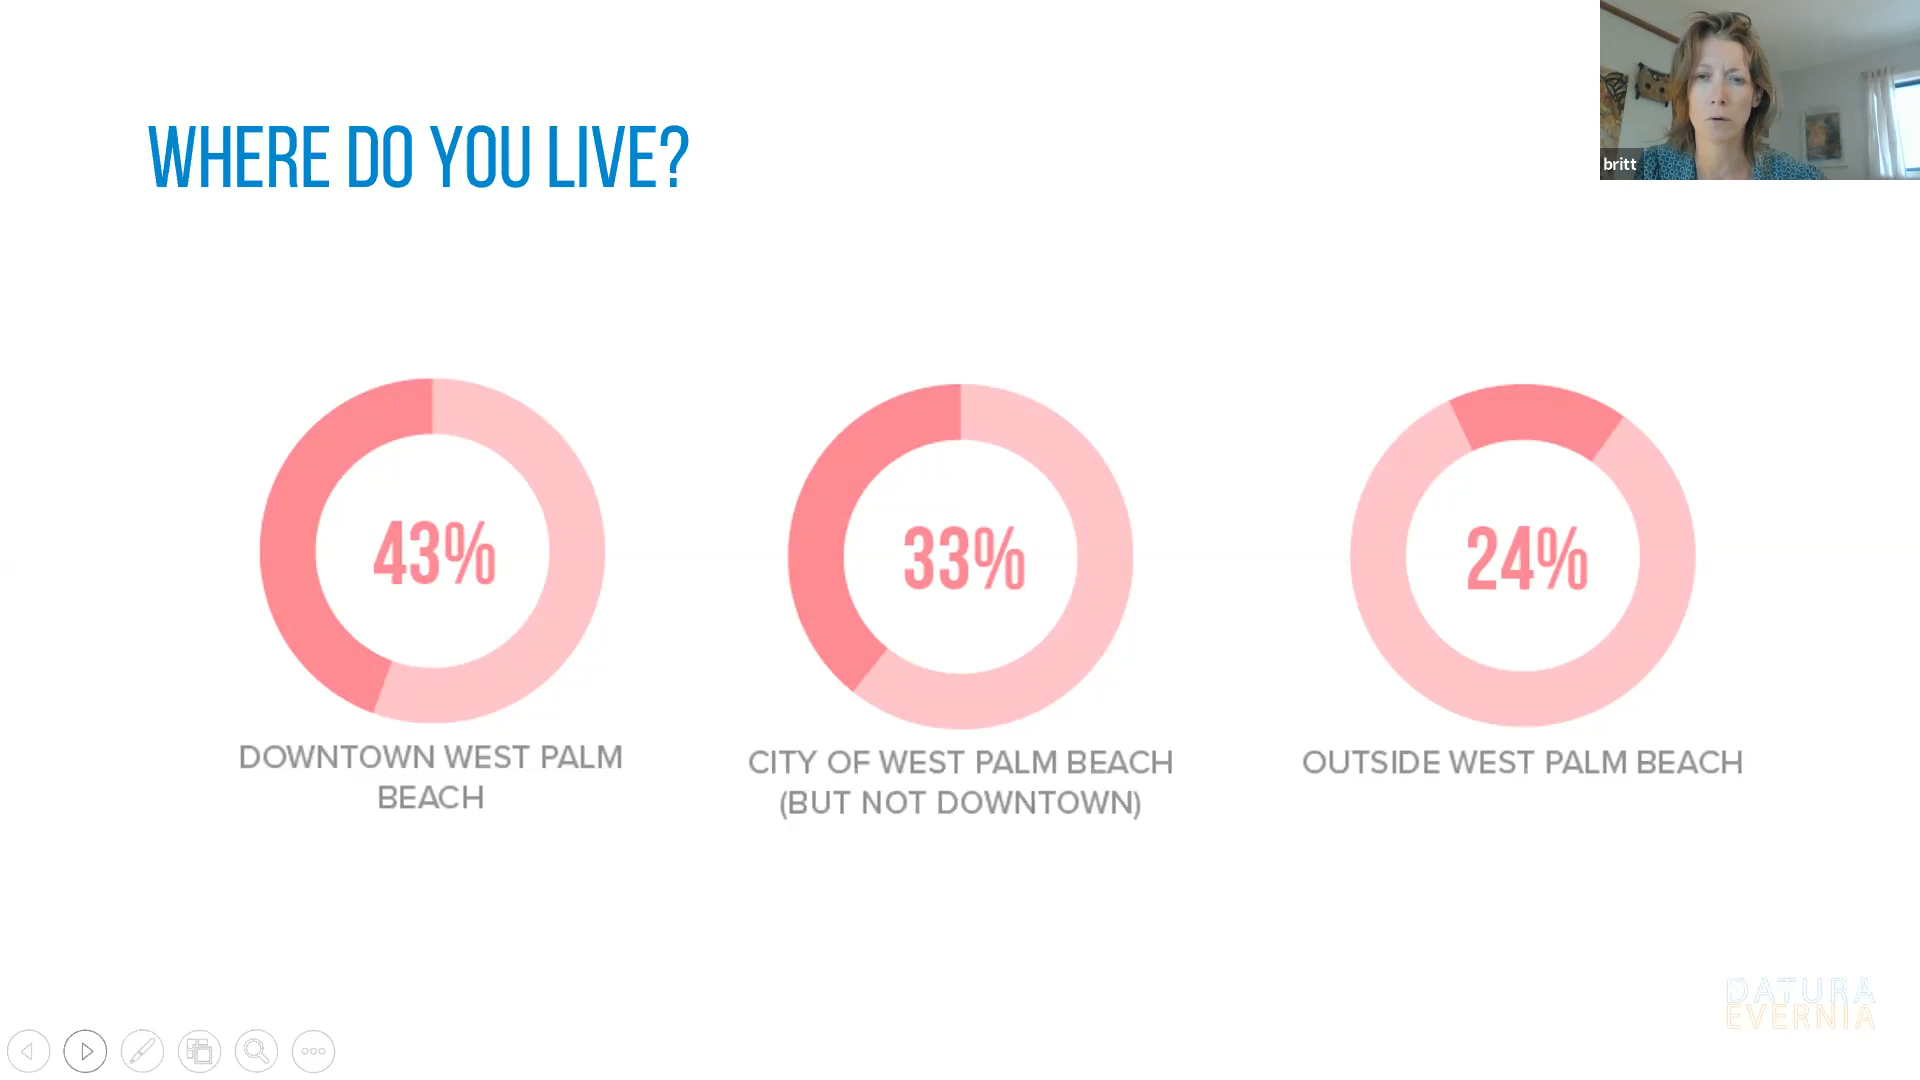 WHERE DO YOU LIVE?
britt
43%
33%
24%
DOWNTOWN WEST PALM
BEACH
CITY OF WEST PALM BEACH
(BUT NOT DOWNTOWN)
OUTSIDE WEST PALM BEACH
DATURA
EVERNIA